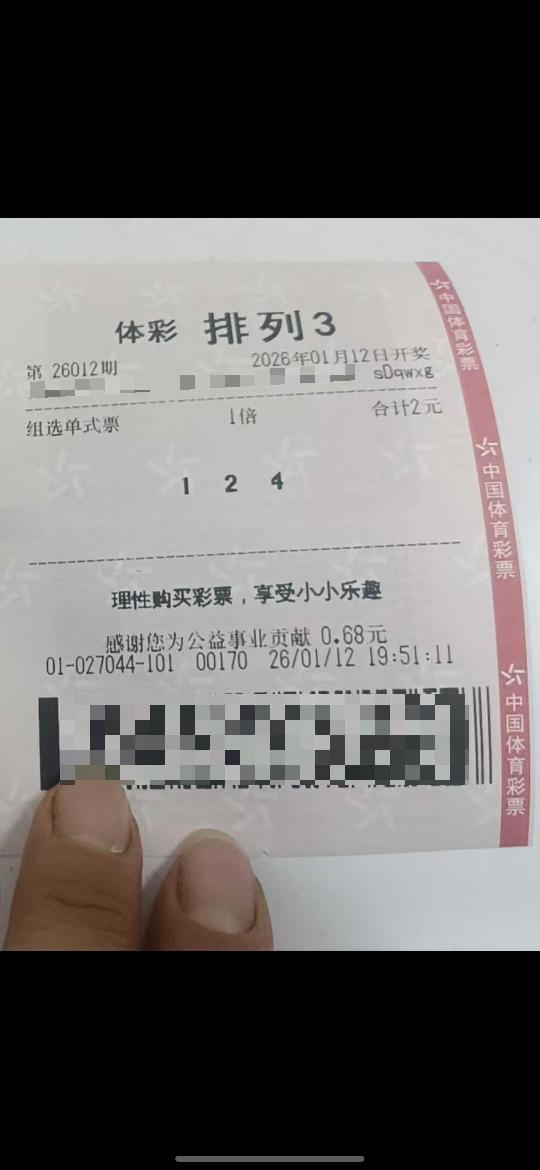 体彩 排列3
第 26012期 2026年01月12日开奖
sDqwxg
组选单式票 1倍 合计2元
1 2 4
理性购买彩票，享受小小乐趣
感谢您为公益事业贡献 0.68元
01-027044-101 00170 26/01/12 19:51:11
中国体育彩票
中国体育彩票
中国体育彩票